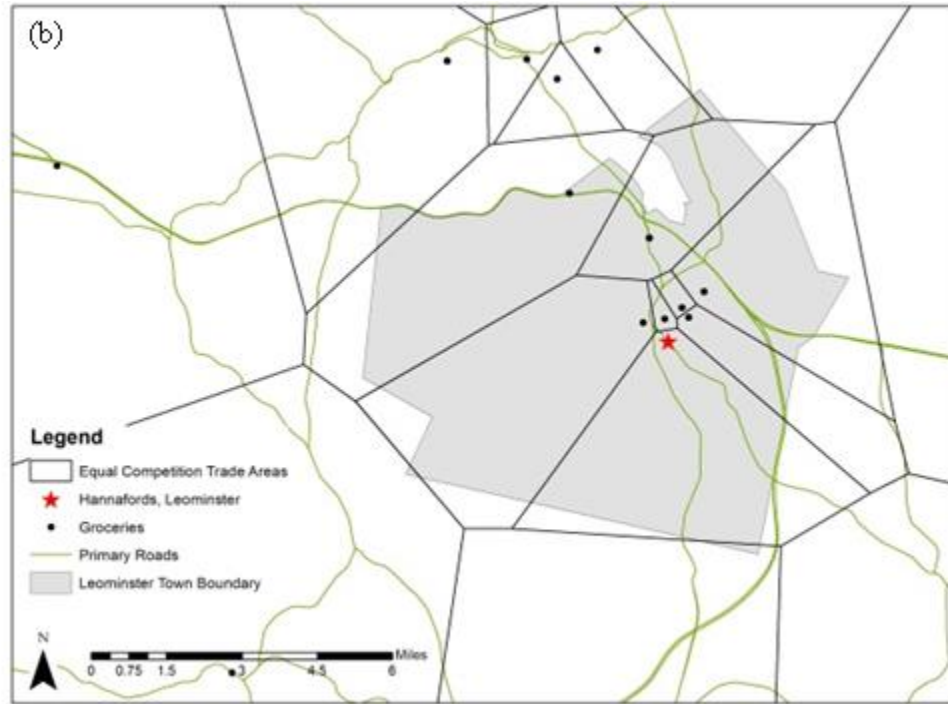 (b)
Legend
Equal Competition Trade Areas
Hannafords, Leominster
Groceries
Primary Roads
Leominster Town Boundary
N
Miles
0 0.75 1.5 3 4.5 6